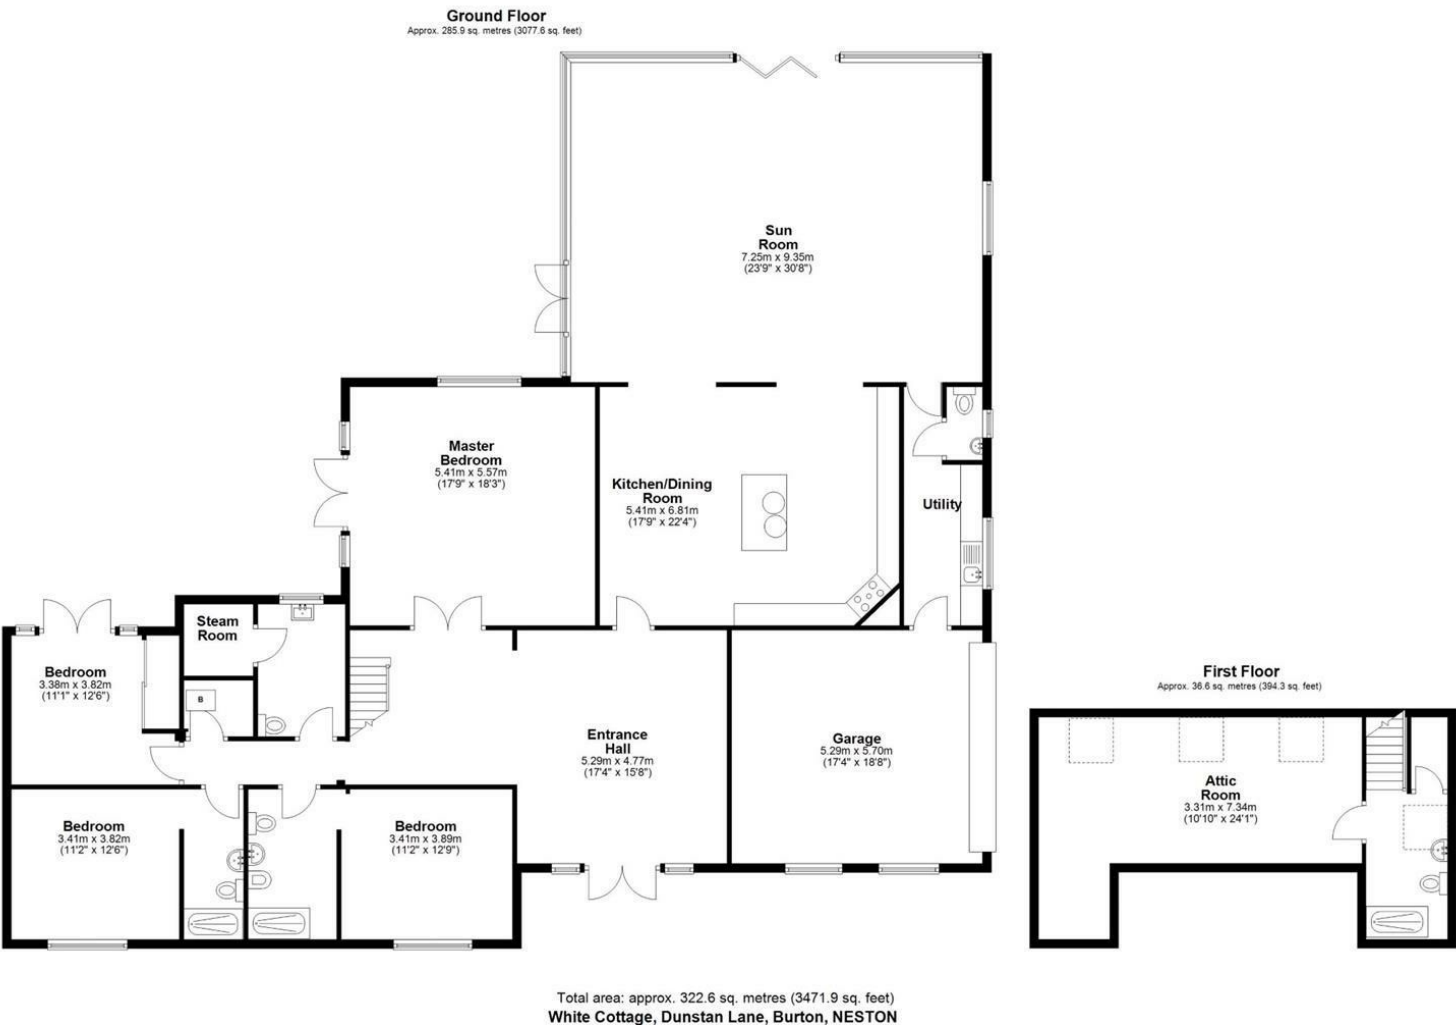 Ground Floor
Approx. 285.9 sq. metres (3077.6 sq. feet)
Sun
Room
7.25m x 9.35m
(23'9" x 30'8")
Master
Bedroom
5.41m x 5.57m
(17'9" x 18'3")
Kitchen/Dining
Room
5.41m x 6.81m
(17'9" x 22'4")
Utility
Steam
Room
B
Bedroom
3.38m x 3.82m
(11'1" x 12'6")
Entrance
Hall
5.29m x 4.77m
(17'4" x 15'8")
Garage
5.29m x 5.70m
(17'4" x 18'8")
Bedroom
3.41m x 3.82m
(11'2" x 12'6")
Bedroom
3.41m x 3.89m
(11'2" x 12'9")
First Floor
Approx. 36.6 sq. metres (394.3 sq. feet)
Attic
Room
3.31m x 7.34m
(10'10" x 24'1")
Total area: approx. 322.6 sq. metres (3471.9 sq. feet)
White Cottage, Dunstan Lane, Burton, NESTON